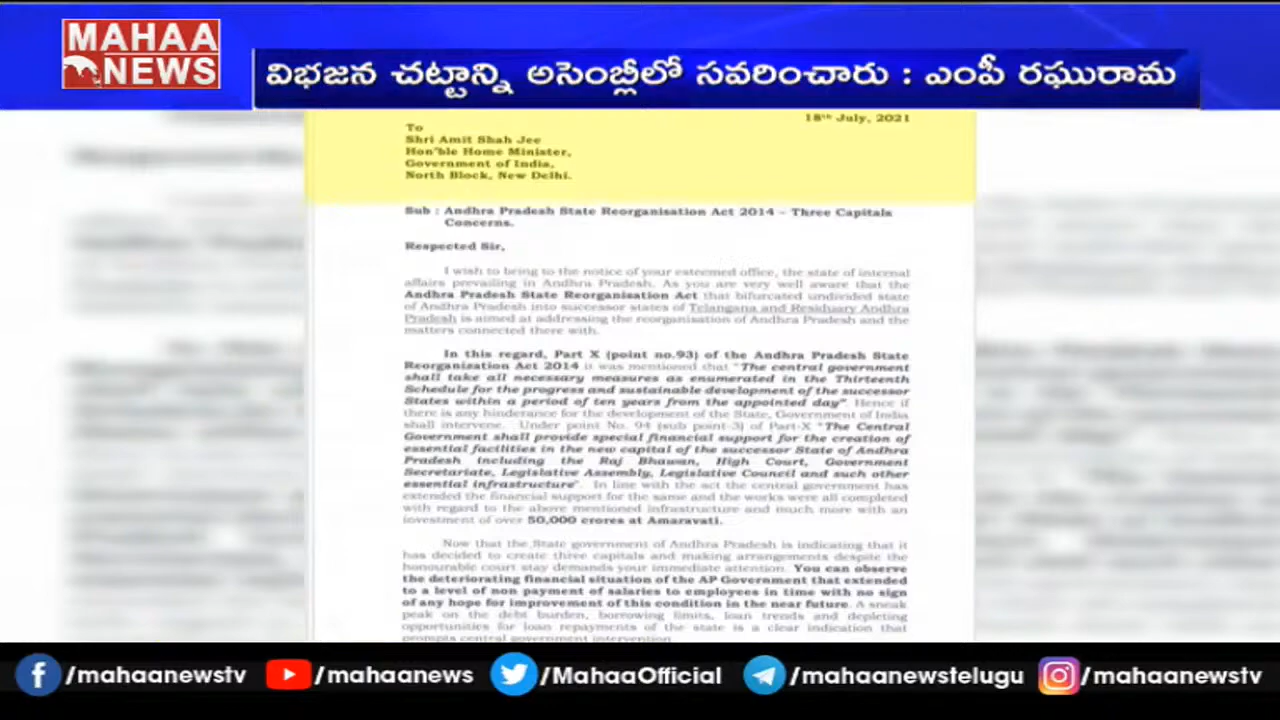 MAHAA
NEWS
విభజన చట్టాన్ని అసెంబ్లీలో సవరించారు : ఎంపీ రఘురామ
18th July, 2021
To
Shri Amit Shah Jee
Hon'ble Home Minister,
Government of India,
North Block, New Delhi.
Sub : Andhra Pradesh State Reorganisation Act 2014 – Three Capitals
Concerns.
Respected Sir,
I wish to bring to the notice of your esteemed office, the state of internal
affairs prevailing in Andhra Pradesh. As you are very well aware that the
Andhra Pradesh State Reorganisation Act that bifurcated undivided state
of Andhra Pradesh into successor states of Telangana and Residuary Andhra
Pradesh is aimed at addressing the reorganisation of Andhra Pradesh and the
matters connected there with.
In this regard, Part X (point no.93) of the Andhra Pradesh State
Reorganization Act 2014 it was mentioned that "The central government
shall take all necessary measures as enumerated in the Thirteenth
Schedule for the progress and sustainable development of the successor
States within a period of ten years from the appointed day". Hence if
there is any hinderance for the development of the State, Government of India
shall intervene. Under point No. 94 (sub point-3) of Part-X "The Central
Government shall provide special financial support for the creation of
essential facilities in the new capital of the successor State of Andhra
Pradesh including the Raj Bhawan, High Court, Government
Secretariate, Legislative Assembly, Legislative Council and such other
essential infrastructure". In line with the act the central government has
extended the financial support for the same and the works were all completed
with regard to the above mentioned infrastructure and much more with an
investment of over 50,000 crores at Amaravati.
Now that the State government of Andhra Pradesh is indicating that it
has decided to create three capitals and making arrangements despite the
honourable court stay demands your immediate attention. You can observe
the deteriorating financial situation of the AP Government that extended
to a level of non payment of salaries to employees in time with no sign
of any hope for improvement of this condition in the near future. A sneak
peak on the debt burden, borrowing limits, loan trends and depleting
opportunities for loan repayments of the state is a clear indication that
prompts central government intervention
/mahaanewstv
/mahaanews
/MahaaOfficial
/mahaanewstelugu
/mahaanewstv